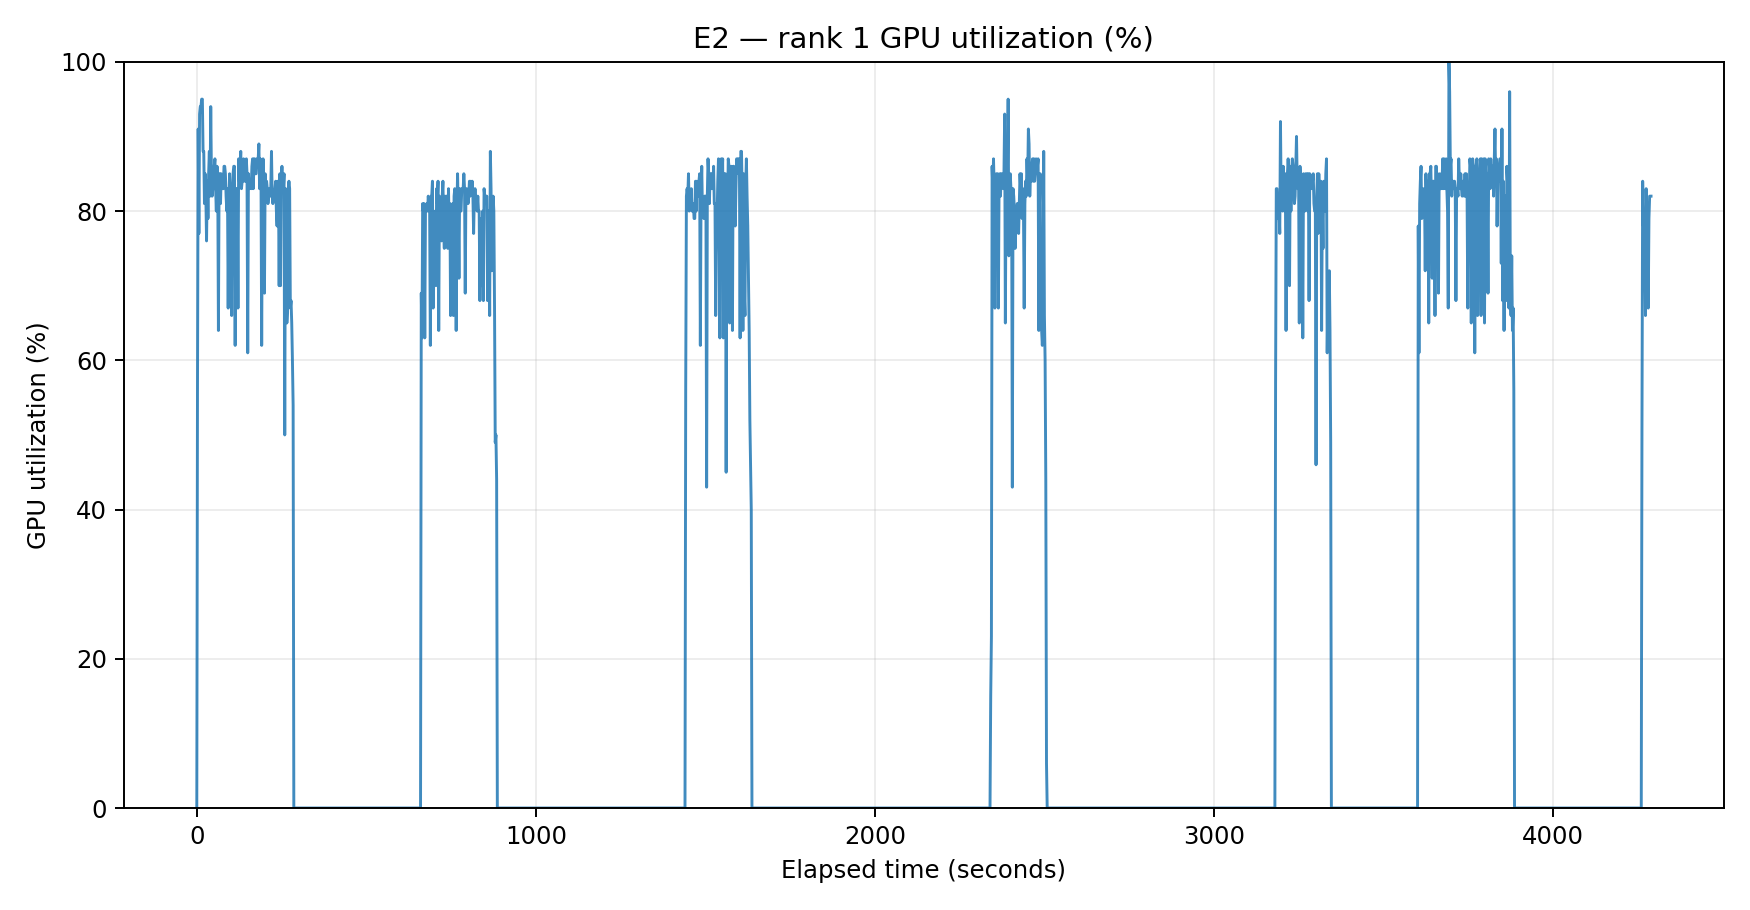 E2 — rank 1 GPU utilization (%)
100
80
60
40
20
0
GPU utilization (%)
0 1000 2000 3000 4000
Elapsed time (seconds)